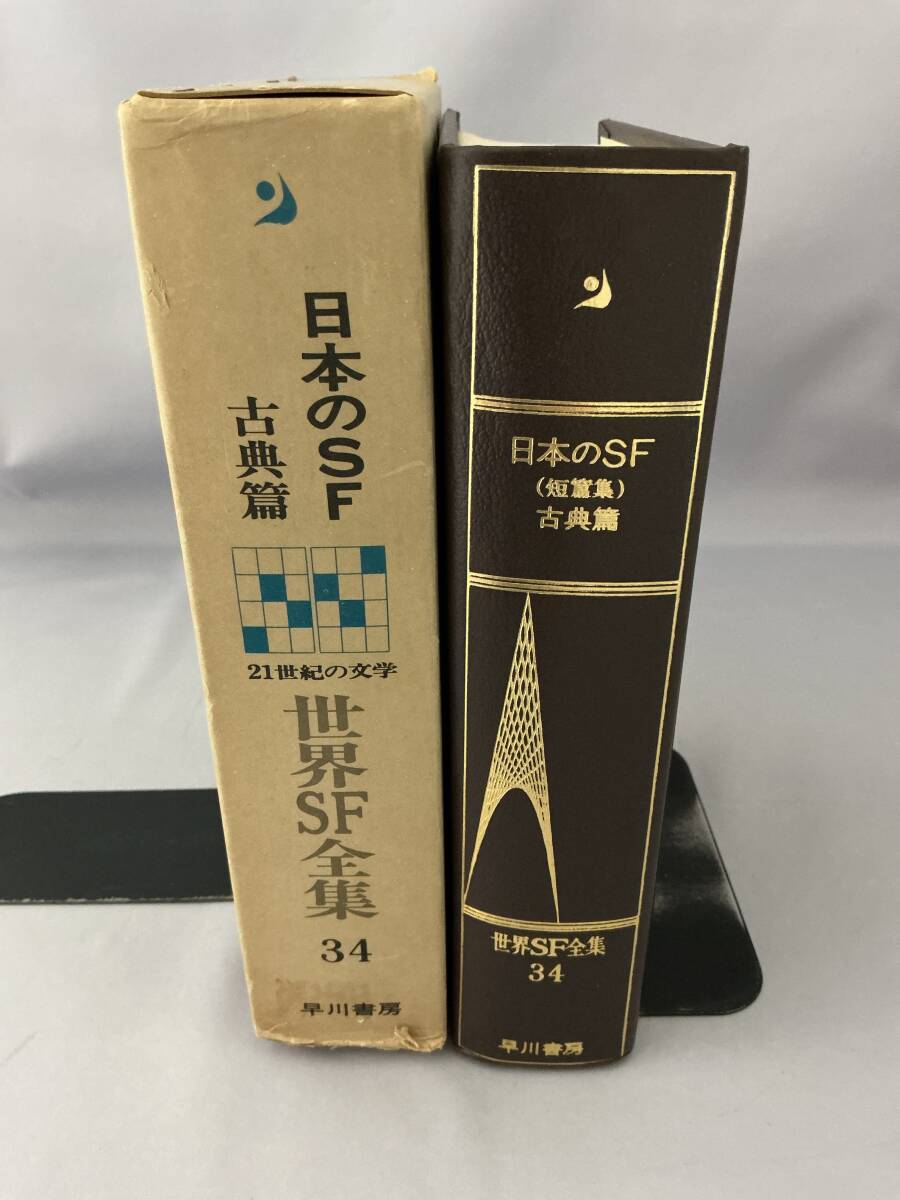 日本のSF
古典篇
21世紀の文学
世界SF全集
34
早川書房
日本のSF
(短篇集)
古典篇
世界SF全集
34
早川書房